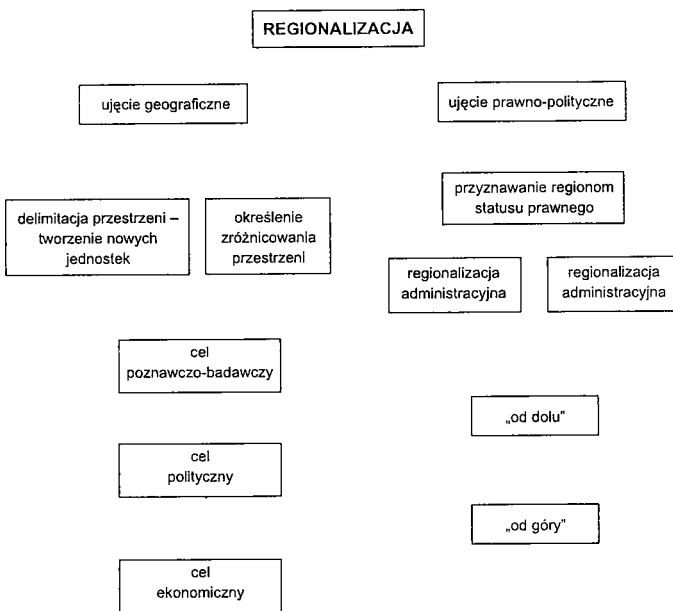 REGIONALIZACJA
ujęcie geograficzne
ujęcie prawno-polityczne
delimitacja przestrzeni –
tworzenie nowych
jednostek
określenie
zróżnicowania
przestrzeni
przyznawanie regionom
statusu prawnego
regionalizacja
administracyjna
regionalizacja
administracyjna
cel
poznawczo-badawczy
„od dolu"
cel
polityczny
„od góry"
cel
ekonomiczny